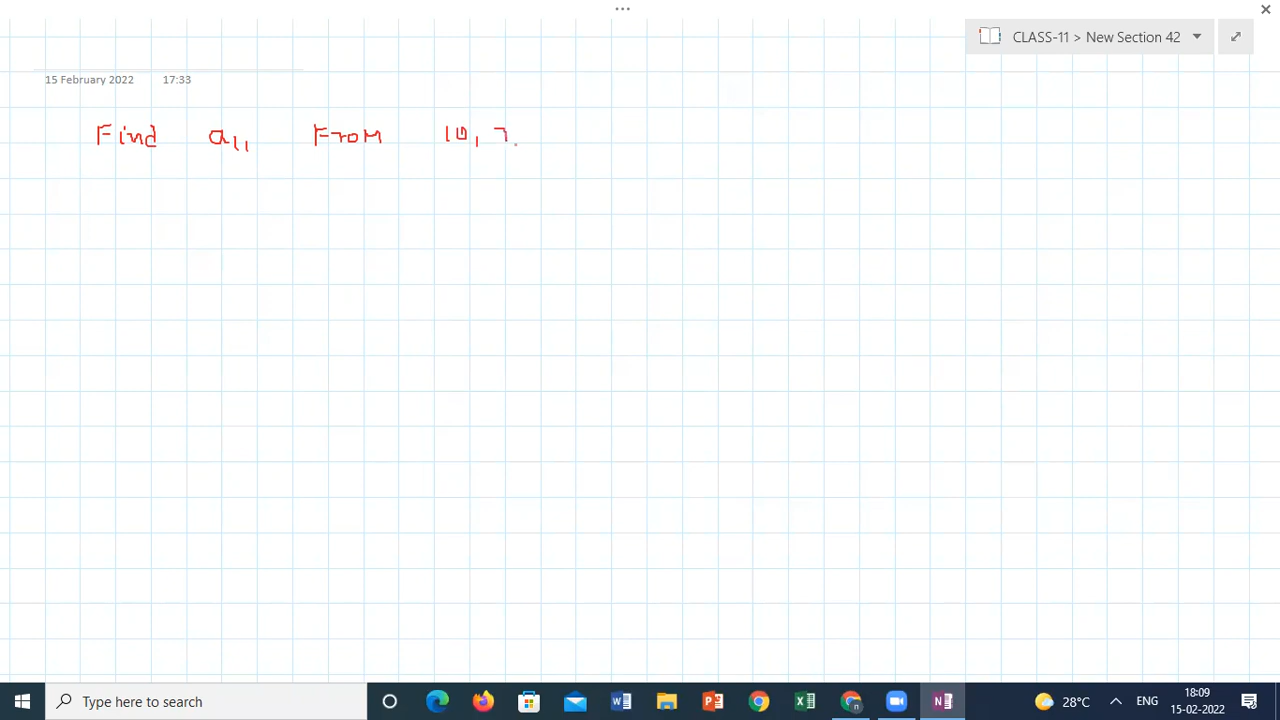 CLASS-11 > New Section 42
15 February 2022 17:33
Find a11 From 10, 7
Type here to search
28°C ENG 18:09
15-02-2022